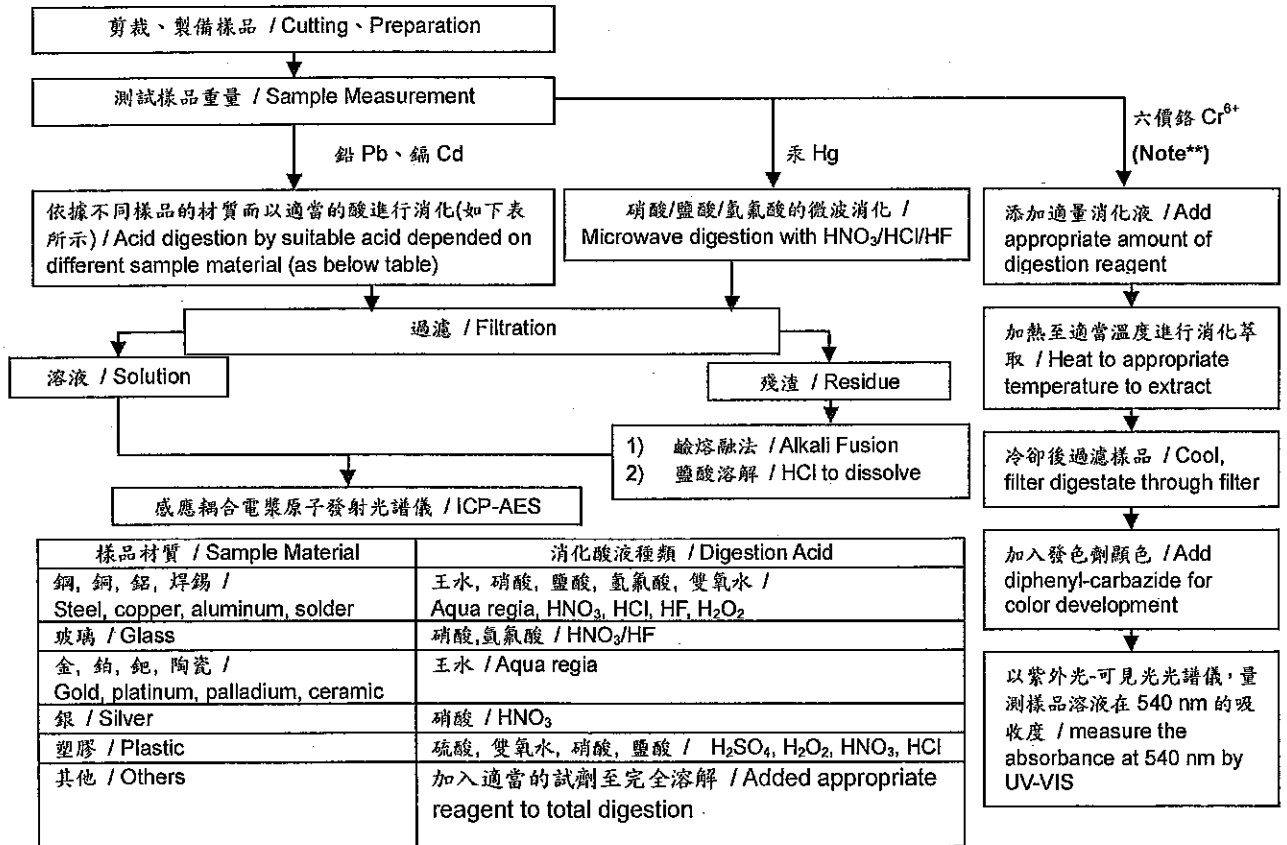 剪裁、製備樣品 / Cutting、Preparation
測試樣品重量 / Sample Measurement
鉛 Pb、鎘 Cd
汞 Hg
六價鉻 Cr⁶⁺
(Note**)
依據不同樣品的材質而以適當的酸進行消化(如下表
所示) / Acid digestion by suitable acid depended on
different sample material (as below table)
硝酸/鹽酸/氫氟酸的微波消化 /
Microwave digestion with HNO₃/HCl/HF
添加適量消化液 / Add
appropriate amount of
digestion reagent
過濾 / Filtration
溶液 / Solution
殘渣 / Residue
加熱至適當溫度進行消化萃
取 / Heat to appropriate
temperature to extract
1) 鹼熔融法 / Alkali Fusion
2) 鹽酸溶解 / HCl to dissolve
冷卻後過濾樣品 / Cool,
filter digestate through filter
感應耦合電漿原子發射光譜儀 / ICP-AES
加入發色劑顯色 / Add
diphenyl-carbazide for
color development
以紫外光-可見光光譜儀,量
測樣品溶液在 540 nm 的吸
收度 / measure the
absorbance at 540 nm by
UV-VIS
樣品材質 / Sample Material
消化酸液種類 / Digestion Acid
鋼, 銅, 鋁, 焊錫 /
Steel, copper, aluminum, solder
王水, 硝酸, 鹽酸, 氫氟酸, 雙氧水 /
Aqua regia, HNO₃, HCl, HF, H₂O₂
玻璃 / Glass
硝酸,氫氟酸 / HNO₃/HF
金, 鉑, 鈀, 陶瓷 /
Gold, platinum, palladium, ceramic
王水 / Aqua regia
銀 / Silver
硝酸 / HNO₃
塑膠 / Plastic
硫酸, 雙氧水, 硝酸, 鹽酸 / H₂SO₄, H₂O₂, HNO₃, HCl
其他 / Others
加入適當的試劑至完全溶解 / Added appropriate
reagent to total digestion